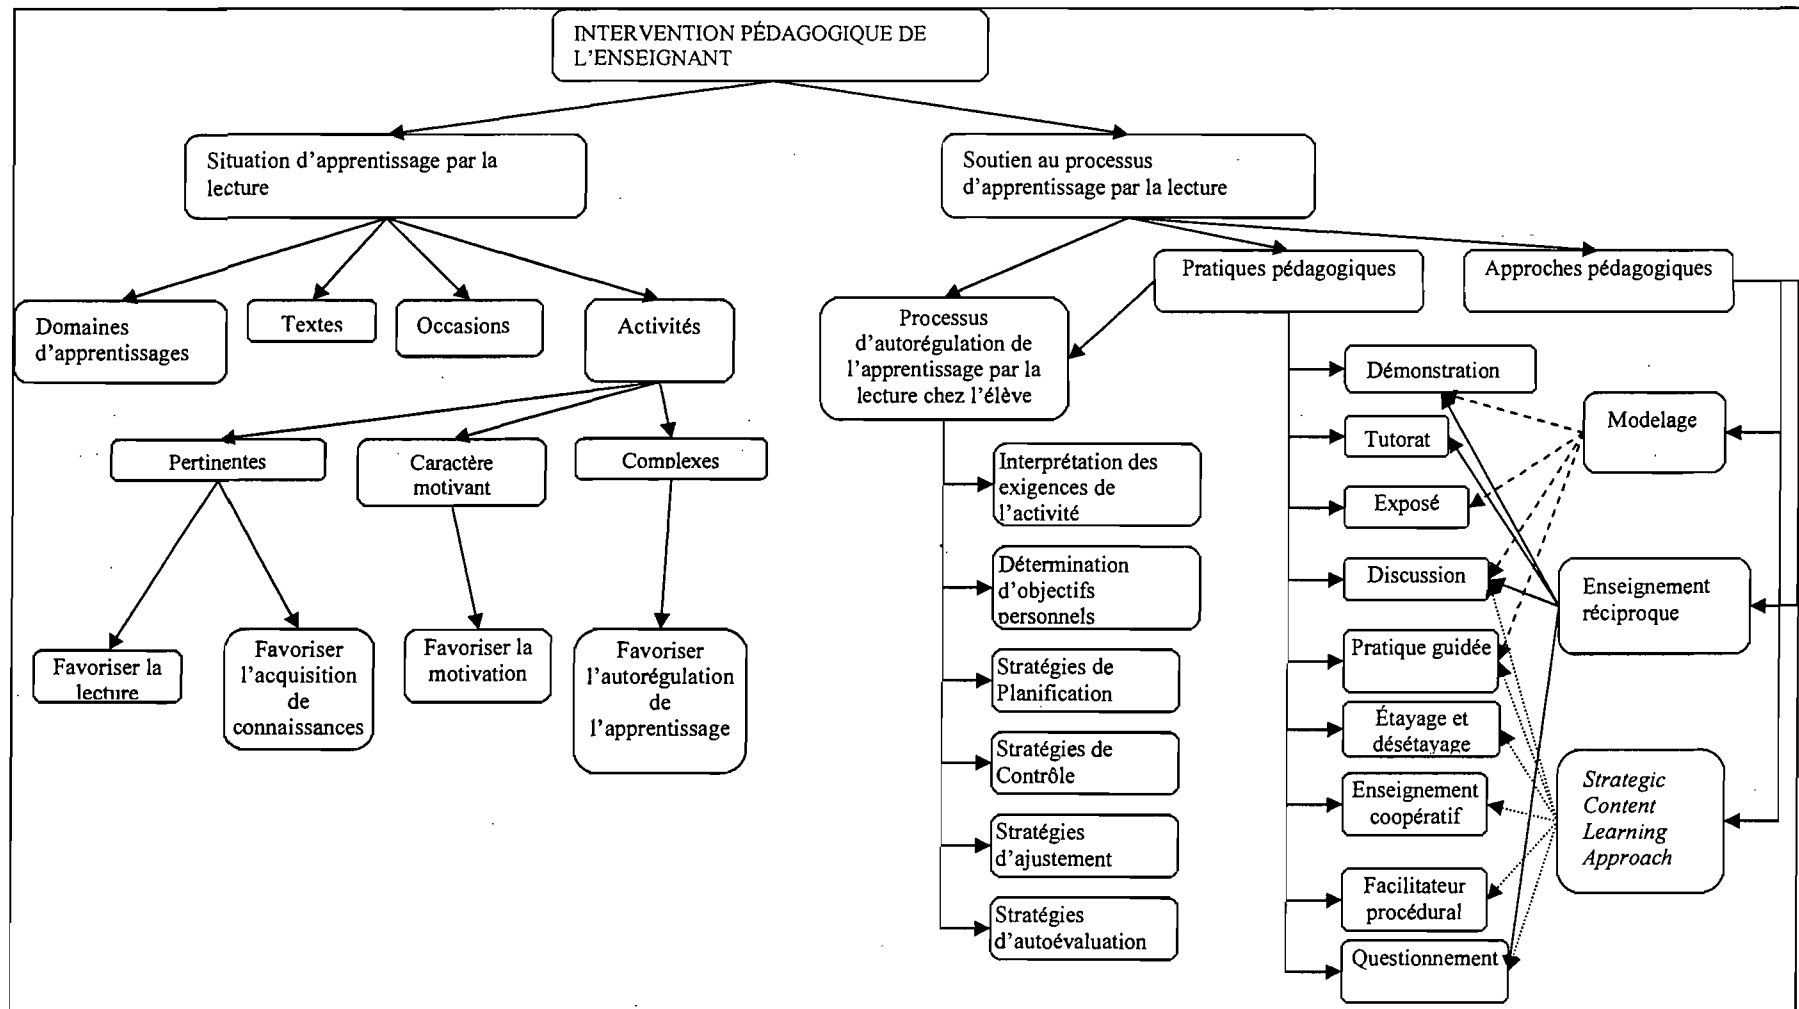 INTERVENTION PÉDAGOGIQUE DE
L'ENSEIGNANT
Situation d'apprentissage par la
lecture
Soutien au processus
d'apprentissage par la lecture
Domaines
d'apprentissages
Textes
Occasions
Activités
Processus
d'autorégulation de
l'apprentissage par la
lecture chez l'élève
Pratiques pédagogiques
Approches pédagogiques
Pertinentes
Caractère
motivant
Complexes
Favoriser la
lecture
Favoriser
l'acquisition
de
connaissances
Favoriser la
motivation
Favoriser
l'autorégulation
de
l'apprentissage
Interprétation des
exigences de
l'activité
Détermination
d'objectifs
personnels
Stratégies de
Planification
Stratégies de
Contrôle
Stratégies
d'ajustement
Stratégies
d'autoévaluation
Démonstration
Tutorat
Exposé
Discussion
Pratique guidée
Étayage et
désétayage
Enseignement
coopératif
Facilitateur
procédural
Questionnement
Modelage
Enseignement
réciproque
Strategic
Content
Learning
Approach